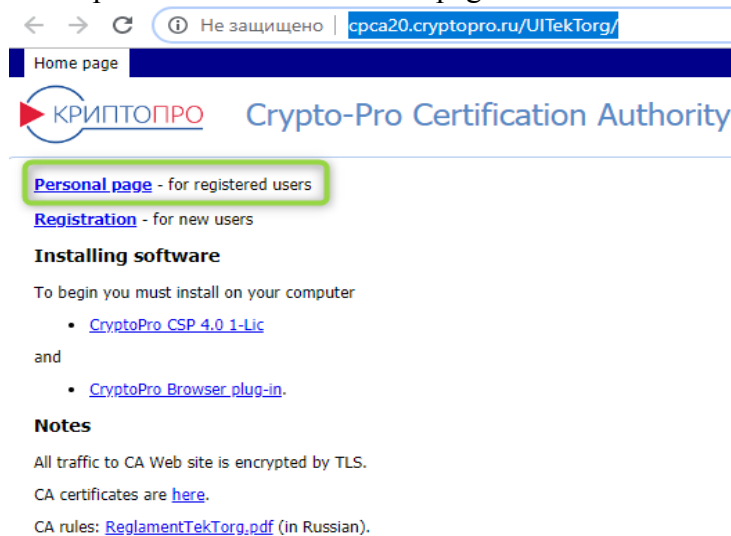 Не защищено | cpca20.cryptopro.ru/UITekTorg/
Home page
КРИПТОПРО Crypto-Pro Certification Authority
Personal page - for registered users
Registration - for new users
Installing software
To begin you must install on your computer
• CryptoPro CSP 4.0 1-Lic
and
• CryptoPro Browser plug-in.
Notes
All traffic to CA Web site is encrypted by TLS.
CA certificates are here.
CA rules: ReglamentTekTorg.pdf (in Russian).